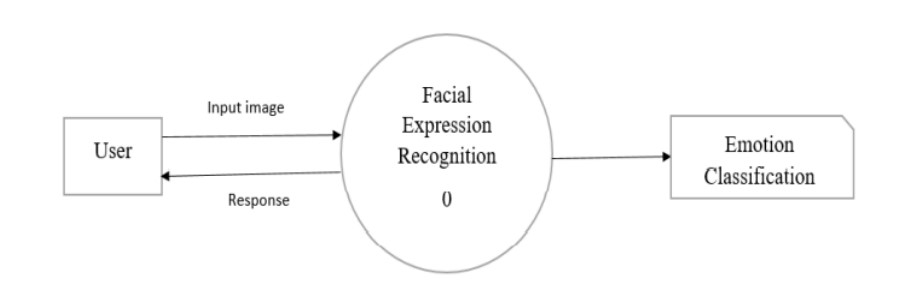 Input image
User
Response
Facial
Expression
Recognition
0
Emotion
Classification